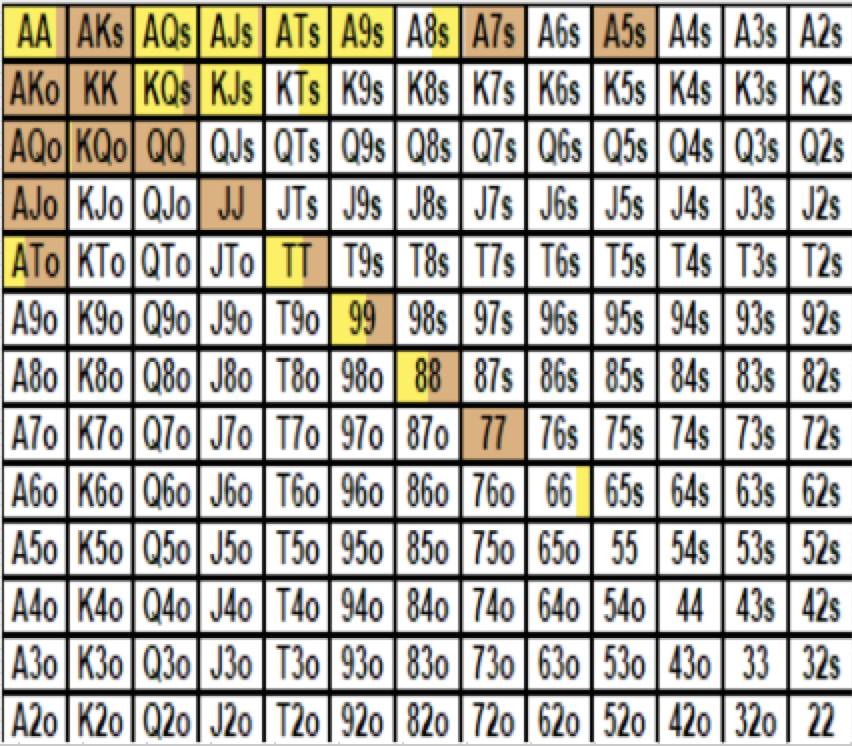 AA AKs AQs AJs ATs A9s A8s A7s A6s A5s A4s A3s A2s
AKo KK KQs KJs KTs K9s K8s K7s K6s K5s K4s K3s K2s
AQo KQo QQ QJs QTs Q9s Q8s Q7s Q6s Q5s Q4s Q3s Q2s
AJo KJo QJo JJ JTs J9s J8s J7s J6s J5s J4s J3s J2s
ATo KTo QTo JTo TT T9s T8s T7s T6s T5s T4s T3s T2s
A9o K9o Q9o J9o T9o 99 98s 97s 96s 95s 94s 93s 92s
A8o K8o Q8o J8o T8o 98o 88 87s 86s 85s 84s 83s 82s
A7o K7o Q7o J7o T7o 97o 87o 77 76s 75s 74s 73s 72s
A6o K6o Q6o J6o T6o 96o 86o 76o 66 65s 64s 63s 62s
A5o K5o Q5o J5o T5o 95o 85o 75o 65o 55 54s 53s 52s
A4o K4o Q4o J4o T4o 94o 84o 74o 64o 54o 44 43s 42s
A3o K3o Q3o J3o T3o 93o 83o 73o 63o 53o 43o 33 32s
A2o K2o Q2o J2o T2o 92o 82o 72o 62o 52o 42o 32o 22